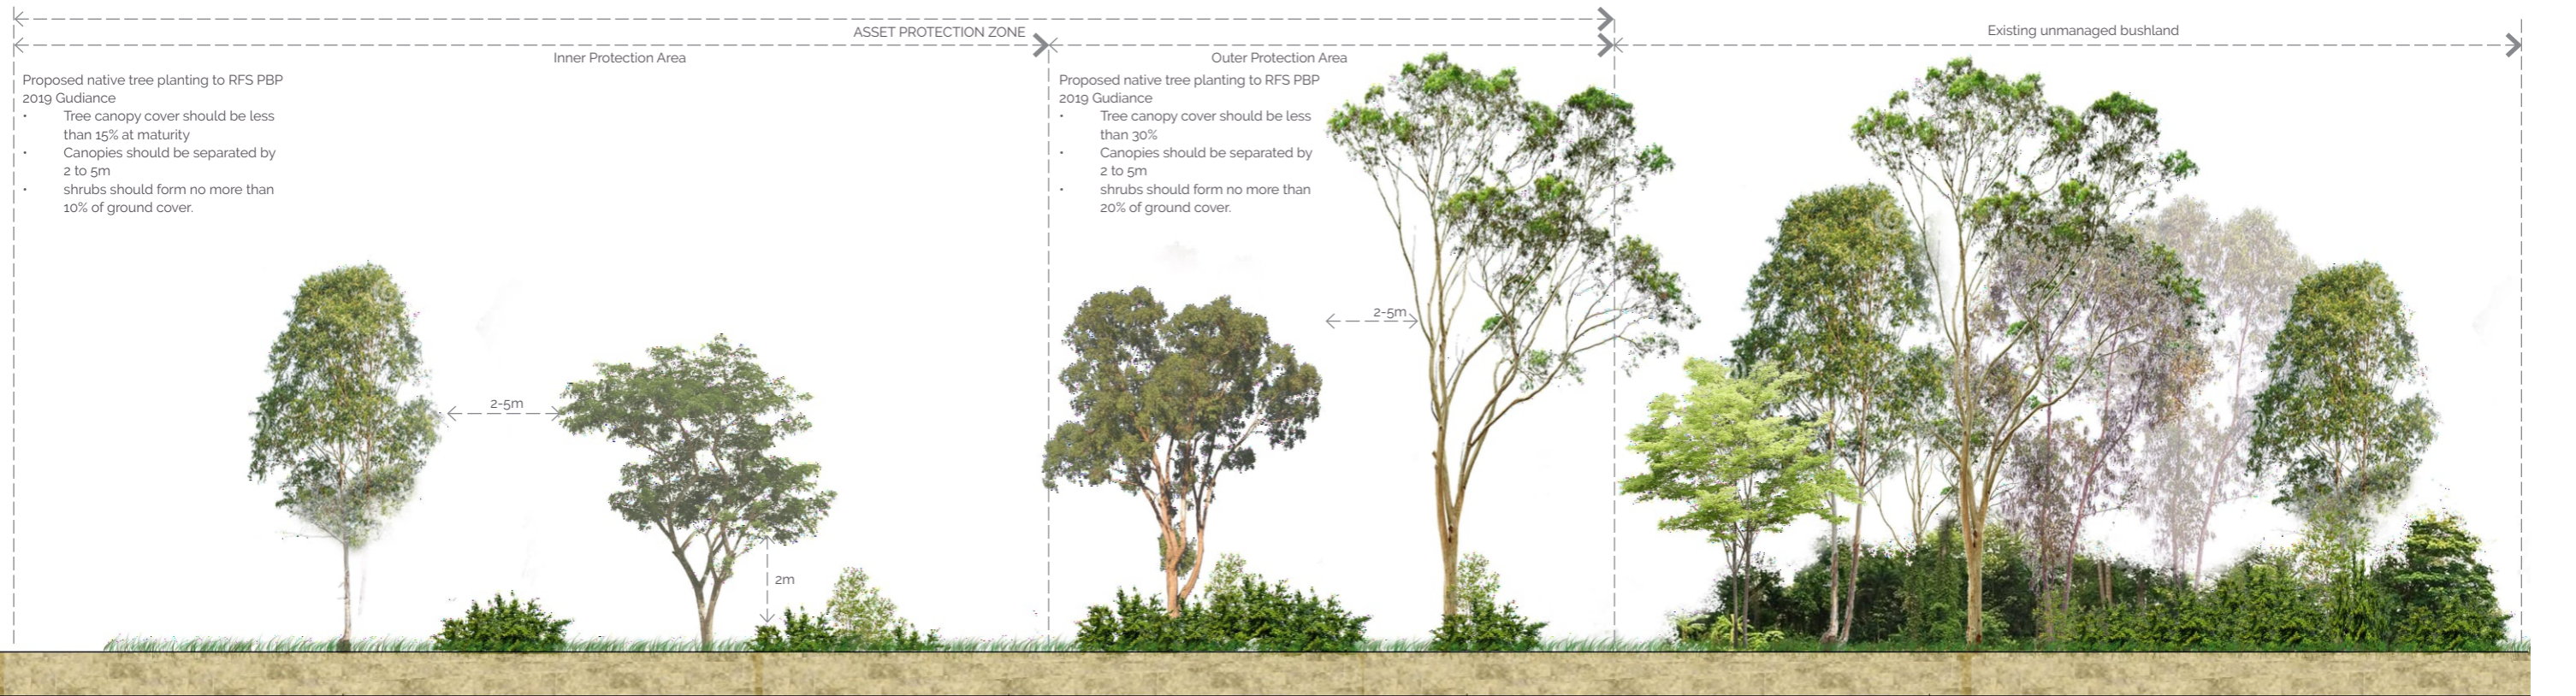 ASSET PROTECTION ZONE
Inner Protection Area
Outer Protection Area
Existing unmanaged bushland
Proposed native tree planting to RFS PBP
2019 Gudiance
• Tree canopy cover should be less
than 15% at maturity
• Canopies should be separated by
2 to 5m
• shrubs should form no more than
10% of ground cover.
Proposed native tree planting to RFS PBP
2019 Gudiance
• Tree canopy cover should be less
than 30%
• Canopies should be separated by
2 to 5m
• shrubs should form no more than
20% of ground cover.
2-5m
2m
2-5m